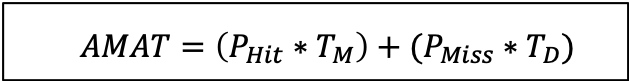 AMAT = (P_Hit * T_M) + (P_Miss * T_D)